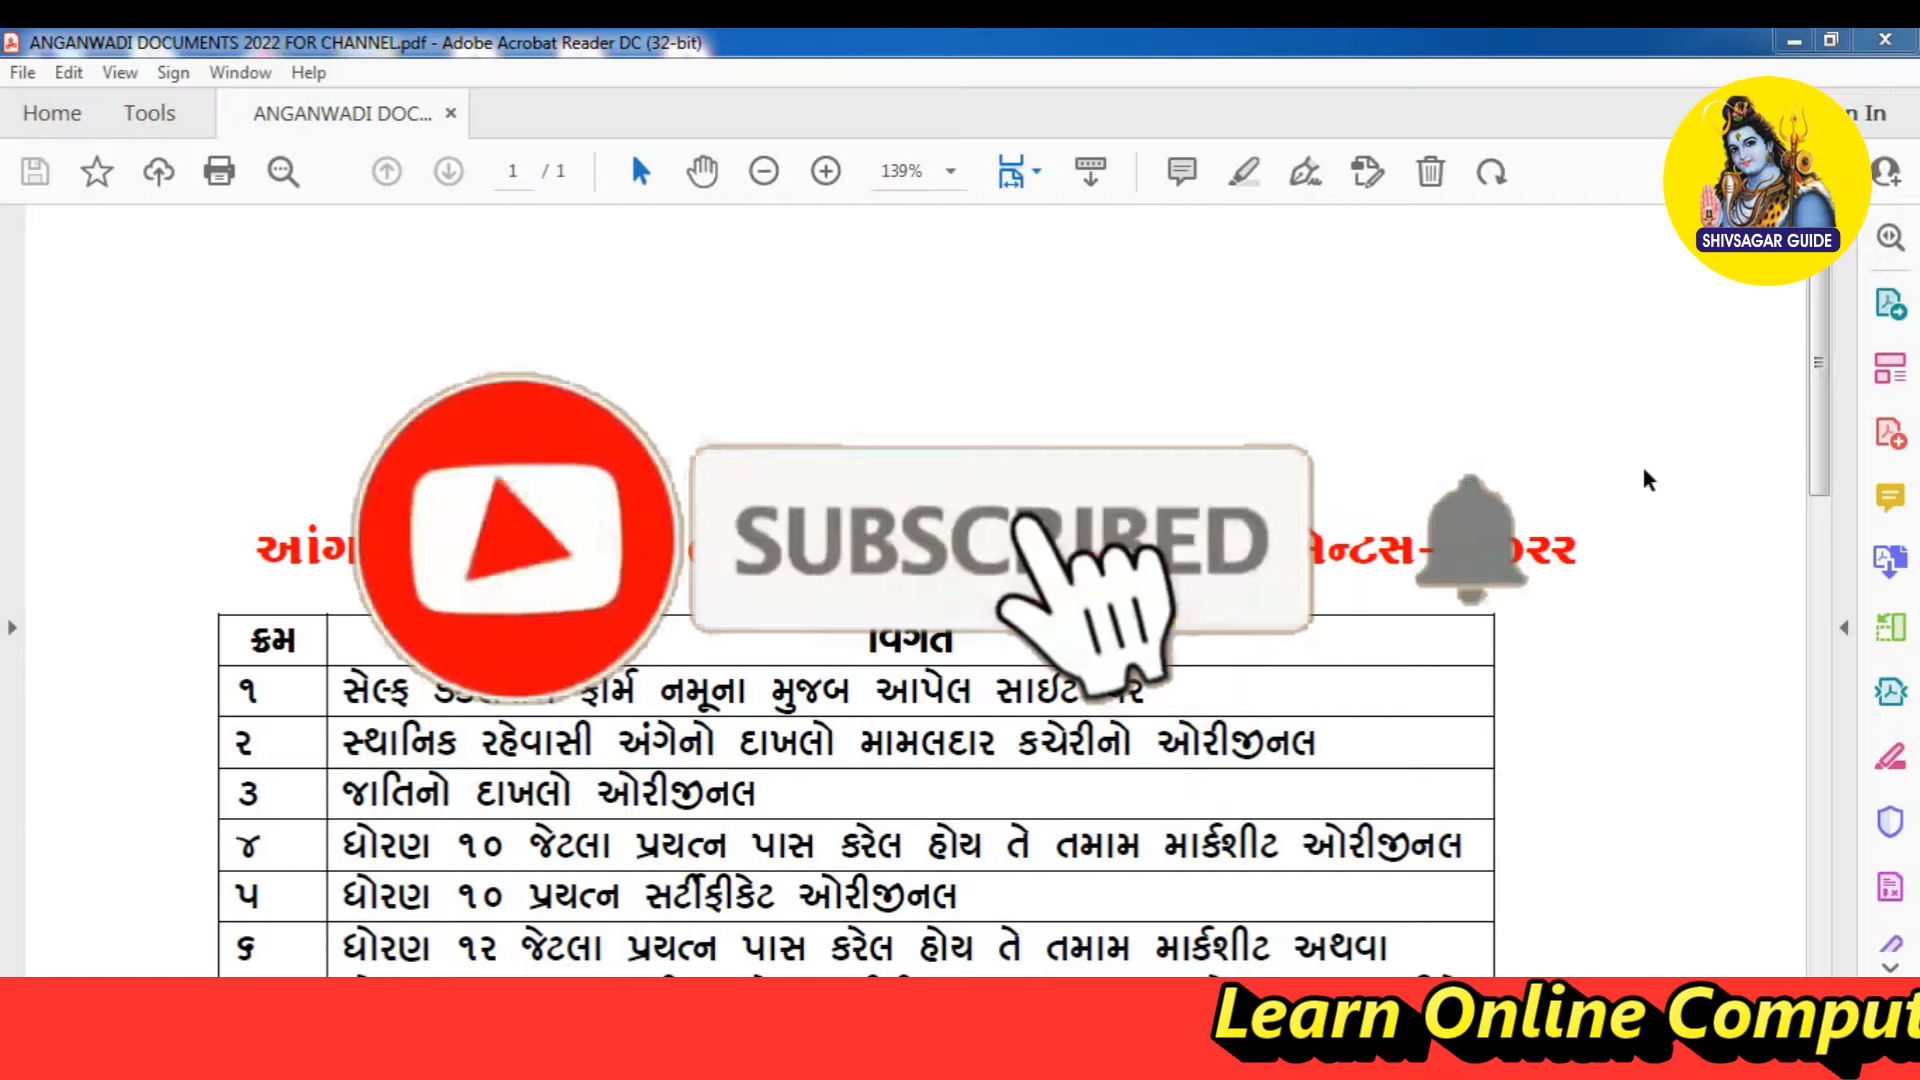 ANGANWADI DOCUMENTS 2022 FOR CHANNEL.pdf - Adobe Acrobat Reader DC (32-bit)
File Edit View Sign Window Help
Home Tools ANGANWADI DOC... × n In
1 / 1 139%
SHIVSAGAR GUIDE
SUBSCRIBED
ક્રમ વિગત
૧ સેલ્ફ ફોર્મ નમૂના મુજબ આપેલ સાઈટ પર
૨ સ્થાનિક રહેવાસી અંગેનો દાખલો મામલદાર કચેરીનો ઓરીજીનલ
૩ જાતિનો દાખલો ઓરીજીનલ
૪ ધોરણ ૧૦ જેટલા પ્રયત્ન પાસ કરેલ હોય તે તમામ માર્કશીટ ઓરીજીનલ
૫ ધોરણ ૧૦ પ્રયત્ન સર્ટીફીકેટ ઓરીજીનલ
૬ ધોરણ ૧૨ જેટલા પ્રયત્ન પાસ કરેલ હોય તે તમામ માર્કશીટ અથવા
Learn Online Comput